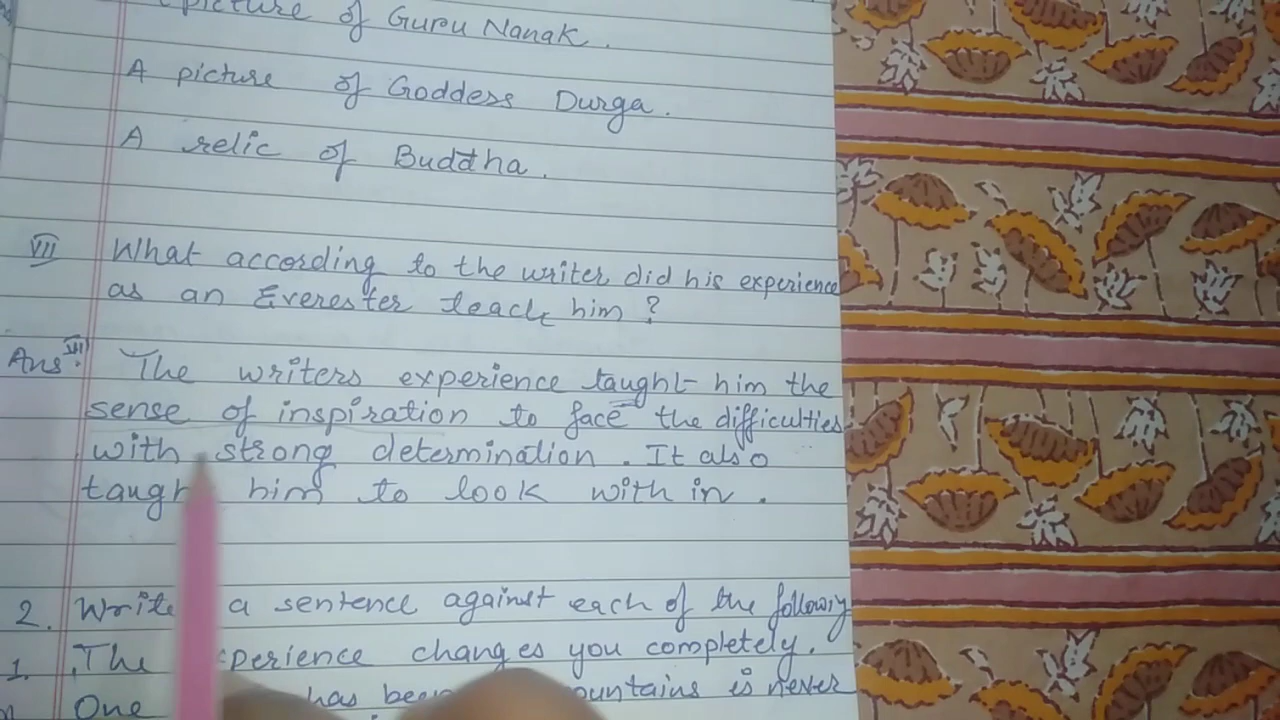 picture of Guru Nanak.
A picture of Goddess Durga.
A relic of Buddha.
VII What according to the writer did his experience
as an Everester teach him?
Ans VII: The writers experience taught him the
sense of inspiration to face the difficulties
with strong determination. It also
taugh him to look with in.
2. Write a sentence against each of the followiy
1. The perience changes you completely.
One has been ountains is never